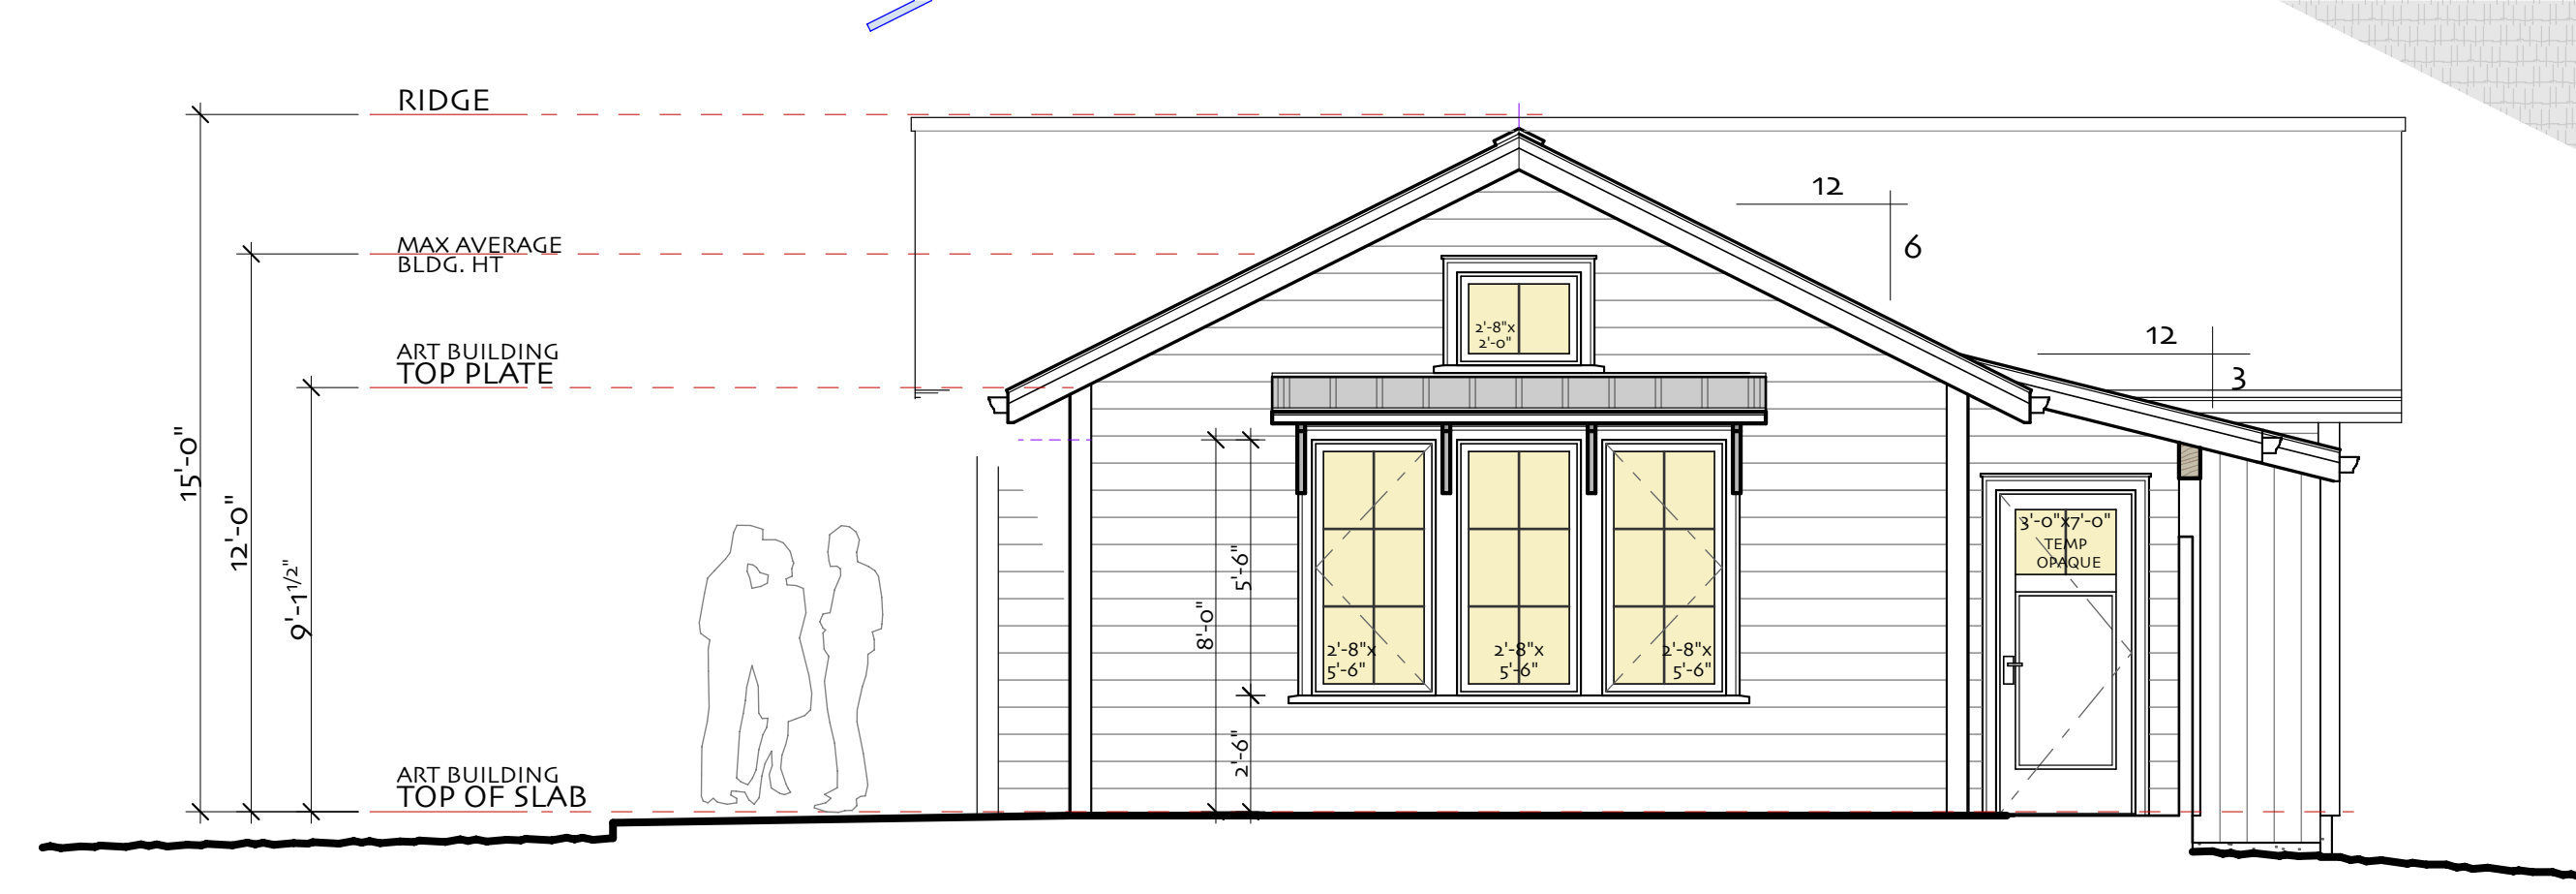 RIDGE
12
6
MAX AVERAGE
BLDG. HT
2'-8"x
2'-0"
12
3
ART BUILDING
TOP PLATE
15'-0"
12'-0"
9'-1 1/2"
8'-0"
5'-6"
2'-6"
3'-0"x7'-0"
TEMP
OPAQUE
2'-8"x
5'-6"
2'-8"x
5'-6"
2'-8"x
5'-6"
ART BUILDING
TOP OF SLAB